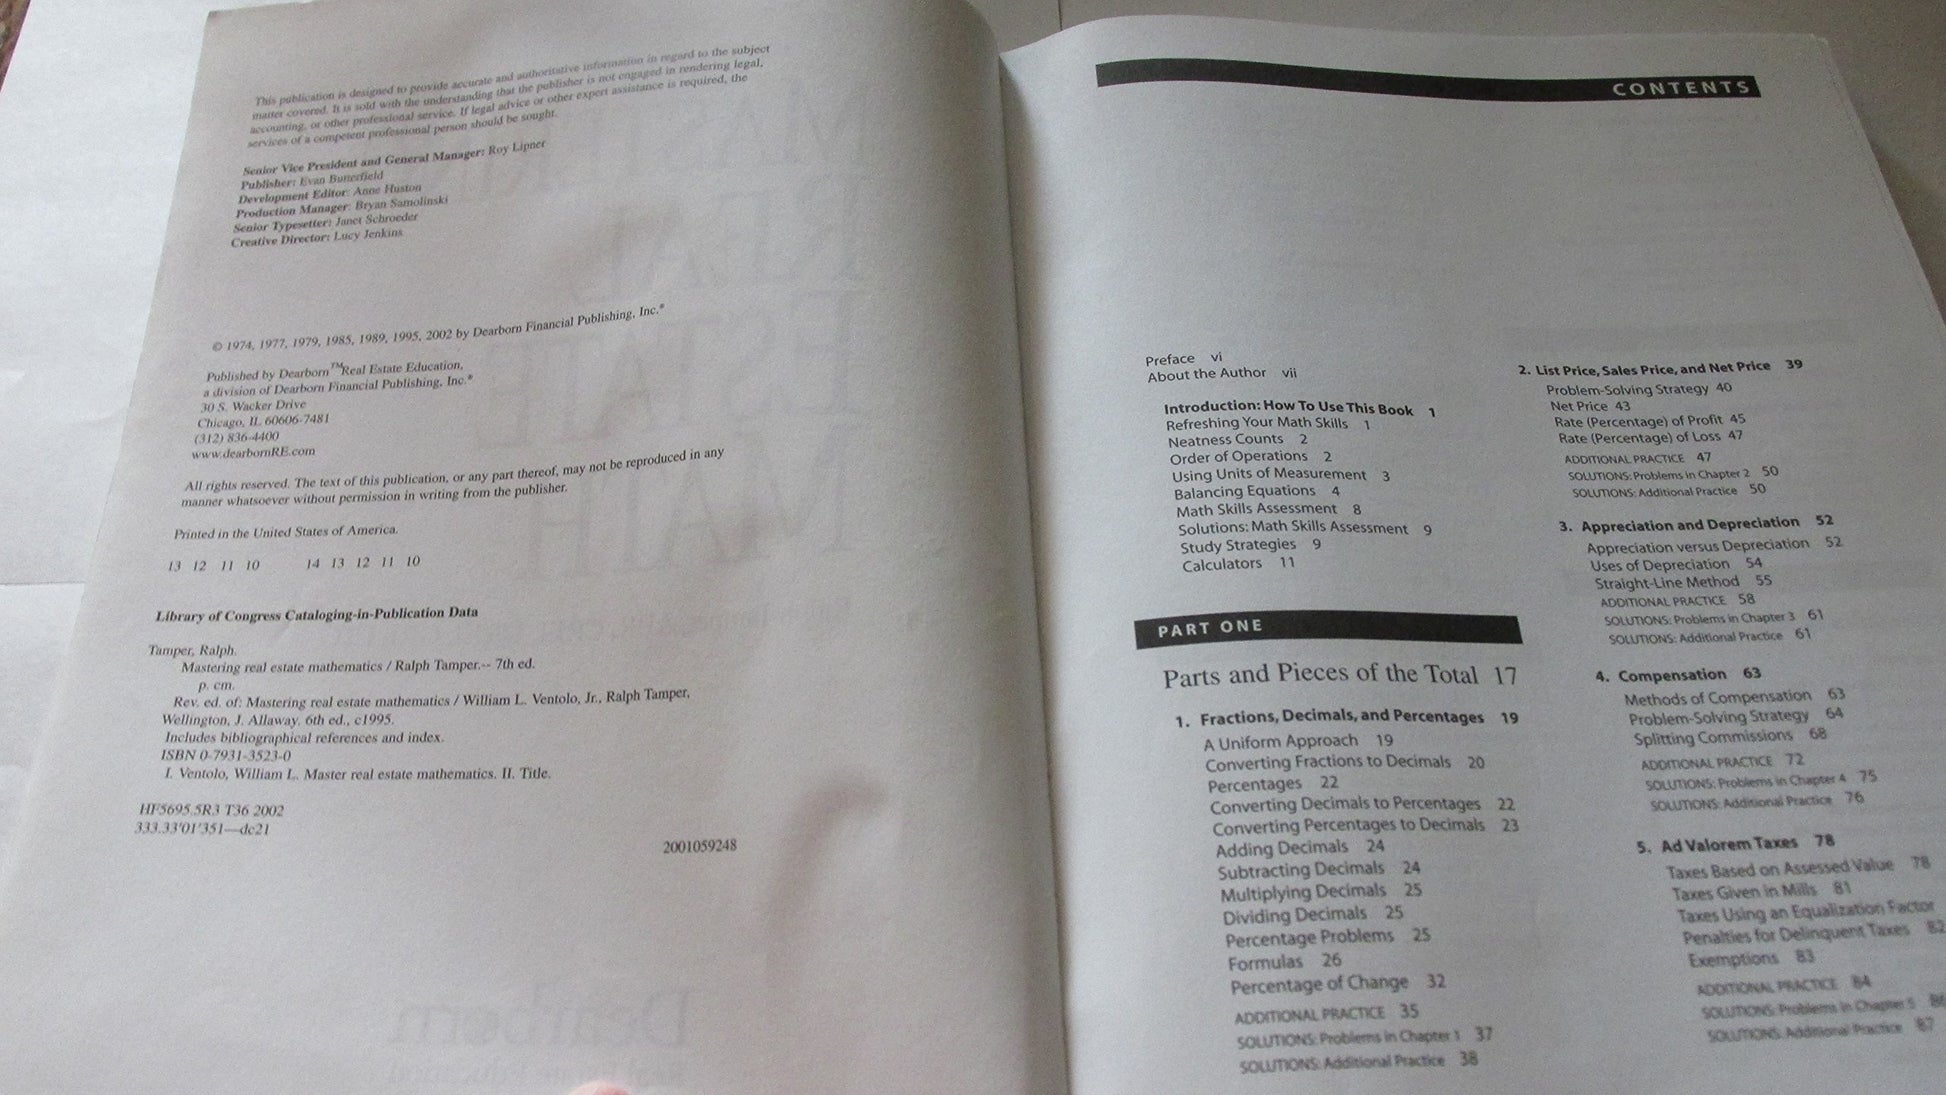 This publication is designed to provide accurate and authoritative information in regard to the subject
matter covered. It is sold with the understanding that the publisher is not engaged in rendering legal,
accounting, or other professional service. If legal advice or other expert assistance is required, the
services of a competent professional person should be sought.
Senior Vice President and General Manager: Roy Lipner
Publisher: Evan Butterfield
Development Editor: Anne Huston
Production Manager: Bryan Samolinski
Senior Typesetter: Janet Schroeder
Creative Director: Lucy Jenkins
© 1974, 1977, 1979, 1985, 1989, 1995, 2002 by Dearborn Financial Publishing, Inc.®
Published by Dearborn™Real Estate Education,
a division of Dearborn Financial Publishing, Inc.®
30 S. Wacker Drive
Chicago, IL 60606-7481
(312) 836-4400
www.dearbornRE.com
All rights reserved. The text of this publication, or any part thereof, may not be reproduced in any
manner whatsoever without permission in writing from the publisher.
Printed in the United States of America.
13 12 11 10 14 13 12 11 10
Library of Congress Cataloging-in-Publication Data
Tamper, Ralph.
Mastering real estate mathematics / Ralph Tamper.-- 7th ed.
p. cm.
Rev. ed. of: Mastering real estate mathematics / William L. Ventolo, Jr., Ralph Tamper,
Wellington, J. Allaway. 6th ed., c1995.
Includes bibliographical references and index.
ISBN 0-7931-3523-0
I. Ventolo, William L. Master real estate mathematics. II. Title.
HF5695.5R3 T36 2002
333.33'01'351—dc21
2001059248
CONTENTS
Preface vi
About the Author vii
Introduction: How To Use This Book 1
Refreshing Your Math Skills 1
Neatness Counts 2
Order of Operations 2
Using Units of Measurement 3
Balancing Equations 4
Math Skills Assessment 8
Solutions: Math Skills Assessment 9
Study Strategies 9
Calculators 11
PART ONE
Parts and Pieces of the Total 17
1. Fractions, Decimals, and Percentages 19
A Uniform Approach 19
Converting Fractions to Decimals 20
Percentages 22
Converting Decimals to Percentages 22
Converting Percentages to Decimals 23
Adding Decimals 24
Subtracting Decimals 24
Multiplying Decimals 25
Dividing Decimals 25
Percentage Problems 25
Formulas 26
Percentage of Change 32
ADDITIONAL PRACTICE 35
SOLUTIONS: Problems in Chapter 1 37
SOLUTIONS: Additional Practice 38
2. List Price, Sales Price, and Net Price 39
Problem-Solving Strategy 40
Net Price 43
Rate (Percentage) of Profit 45
Rate (Percentage) of Loss 47
ADDITIONAL PRACTICE 47
SOLUTIONS: Problems in Chapter 2 50
SOLUTIONS: Additional Practice 50
3. Appreciation and Depreciation 52
Appreciation versus Depreciation 52
Uses of Depreciation 54
Straight-Line Method 55
ADDITIONAL PRACTICE 58
SOLUTIONS: Problems in Chapter 3 61
SOLUTIONS: Additional Practice 61
4. Compensation 63
Methods of Compensation 63
Problem-Solving Strategy 64
Splitting Commissions 68
ADDITIONAL PRACTICE 72
SOLUTIONS: Problems in Chapter 4 75
SOLUTIONS: Additional Practice 76
5. Ad Valorem Taxes 78
Taxes Based on Assessed Value 78
Taxes Given in Mills 81
Taxes Using an Equalization Factor
Penalties for Delinquent Taxes 82
Exemptions 83
ADDITIONAL PRACTICE 84
SOLUTIONS: Problems in Chapter 5
SOLUTIONS: Additional Practice 87